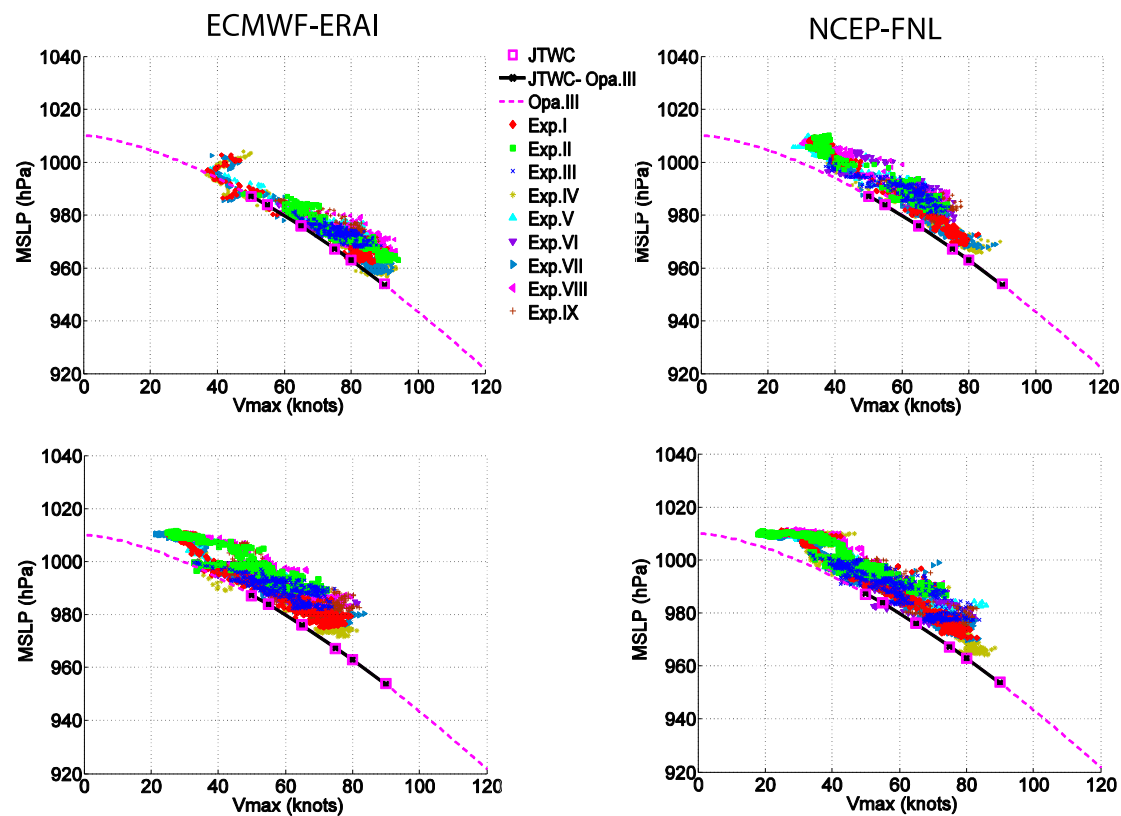 ECMWF-ERAI
NCEP-FNL
1040
1020
1000
980
960
940
920
MSLP (hPa)
0
20
40
60
80
100
120
Vmax (knots)
JTWC
JTWC- Opa.III
Opa.III
Exp.I
Exp.II
Exp.III
Exp.IV
Exp.V
Exp.VI
Exp.VII
Exp.VIII
Exp.IX
1040
1020
1000
980
960
940
920
MSLP (hPa)
0
20
40
60
80
100
120
Vmax (knots)
1040
1020
1000
980
960
940
920
MSLP (hPa)
0
20
40
60
80
100
120
Vmax (knots)
1040
1020
1000
980
960
940
920
MSLP (hPa)
0
20
40
60
80
100
120
Vmax (knots)